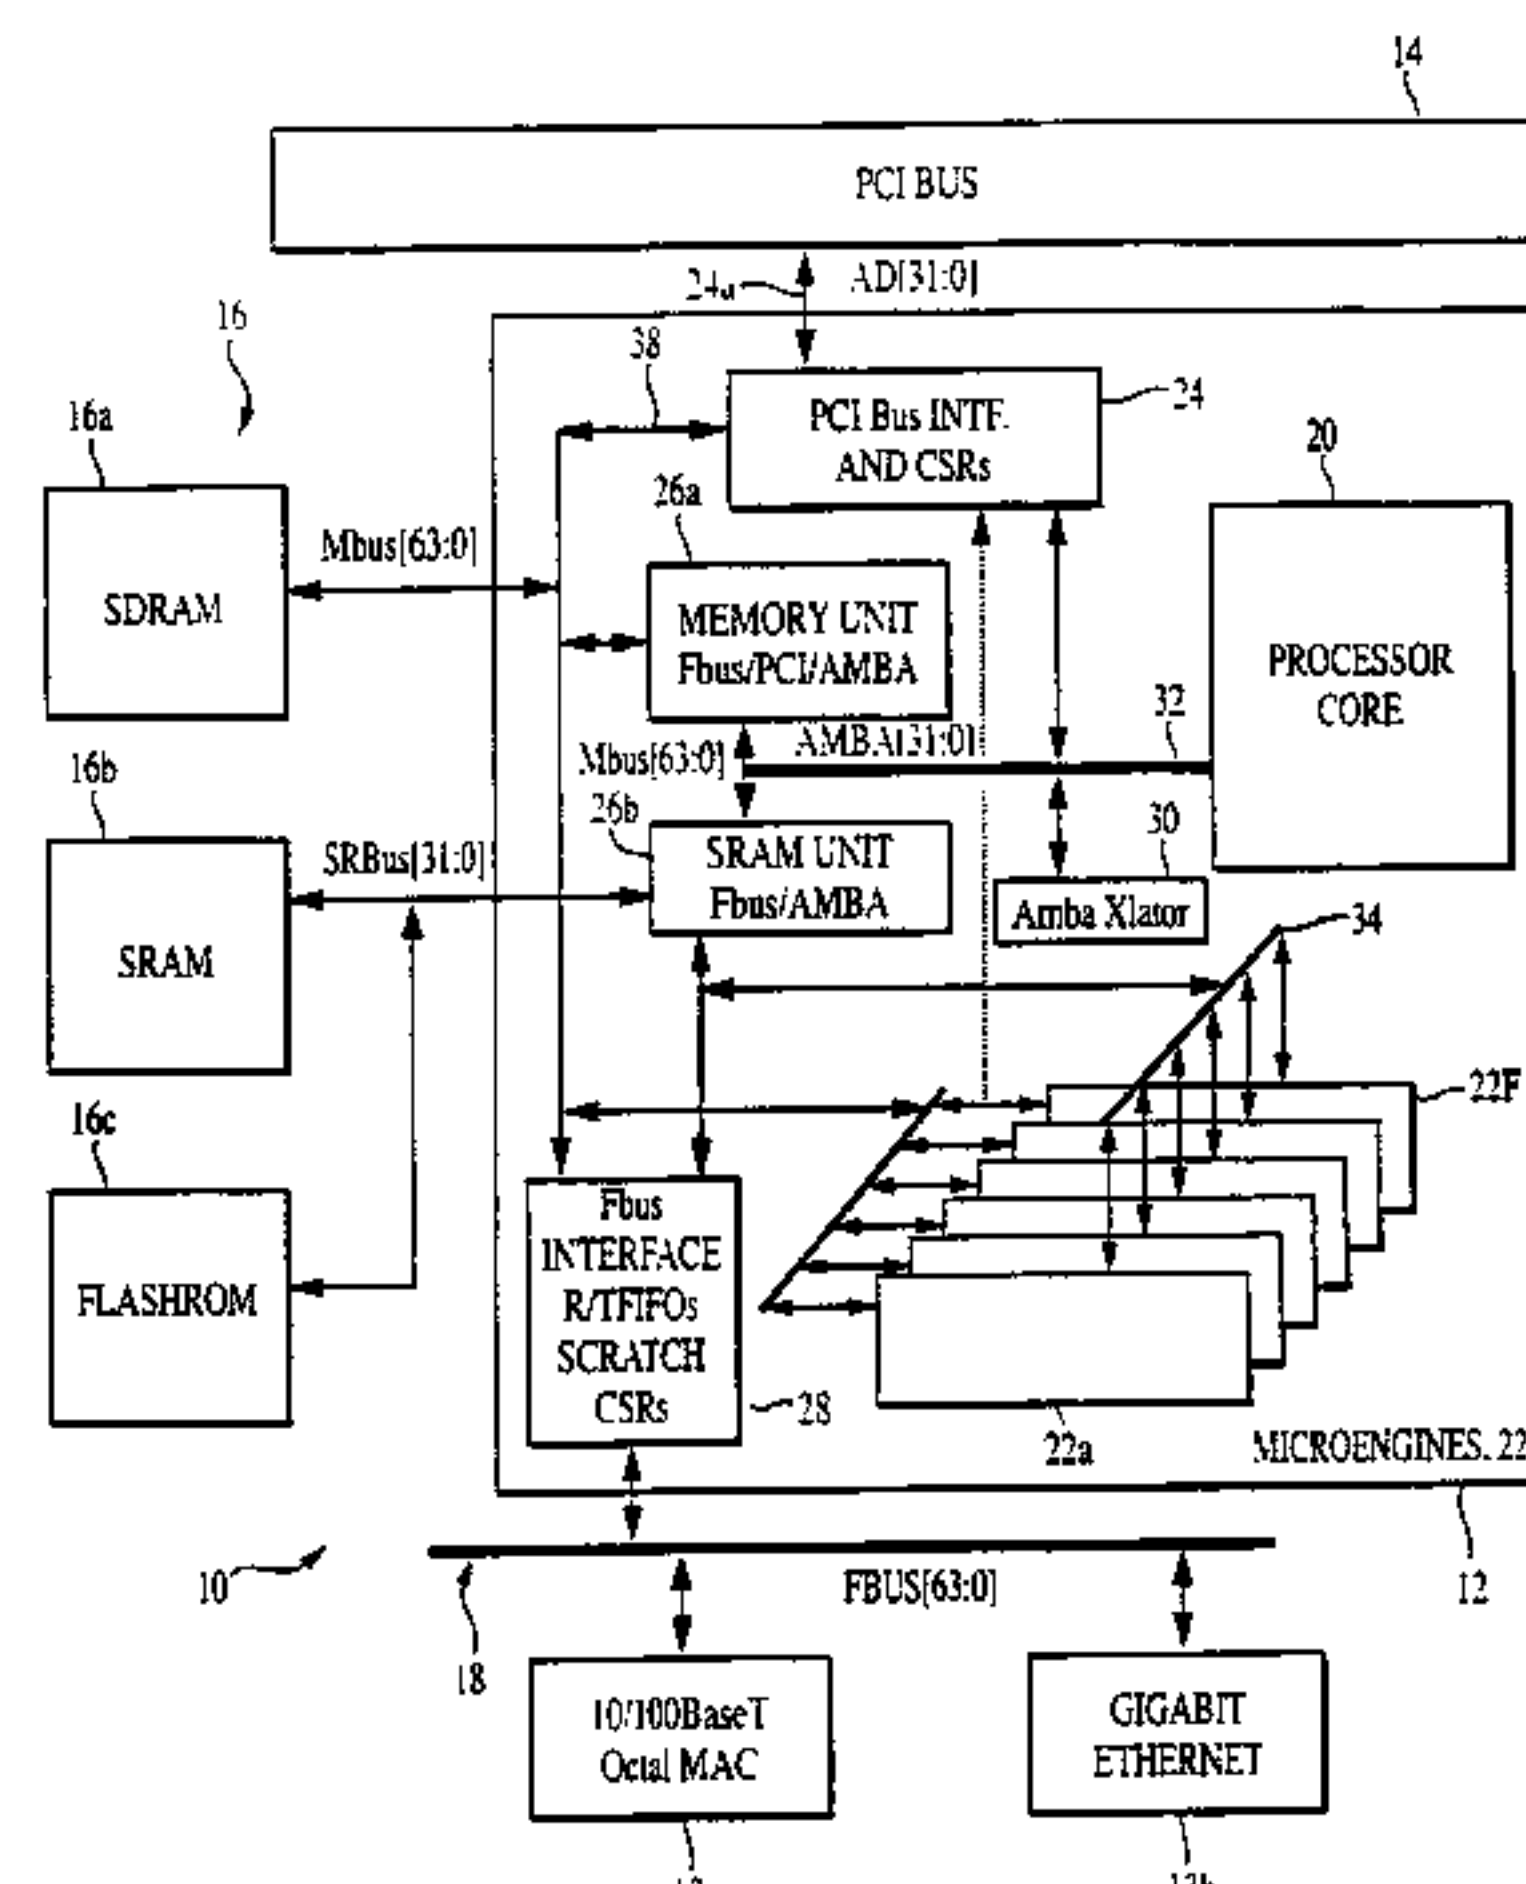 14
PCI BUS
24a
AD[31:0]
16
38
PCI Bus INTF.
AND CSRs
24
16a
20
26a
Mbus[63:0]
SDRAM
MEMORY UNIT
Fbus/PCI/AMBA
PROCESSOR
CORE
32
AMBA[31:0]
Mbus[63:0]
16b
26b
30
SRBus[31:0]
SRAM UNIT
Fbus/AMBA
Amba Xlator
34
SRAM
22F
16c
Fbus
INTERFACE
R/TFIFOs
SCRATCH
CSRs
FLASHROM
28
22a
MICROENGINES. 22
10
FBUS[63:0]
12
18
10/100BaseT
Octal MAC
GIGABIT
ETHERNET